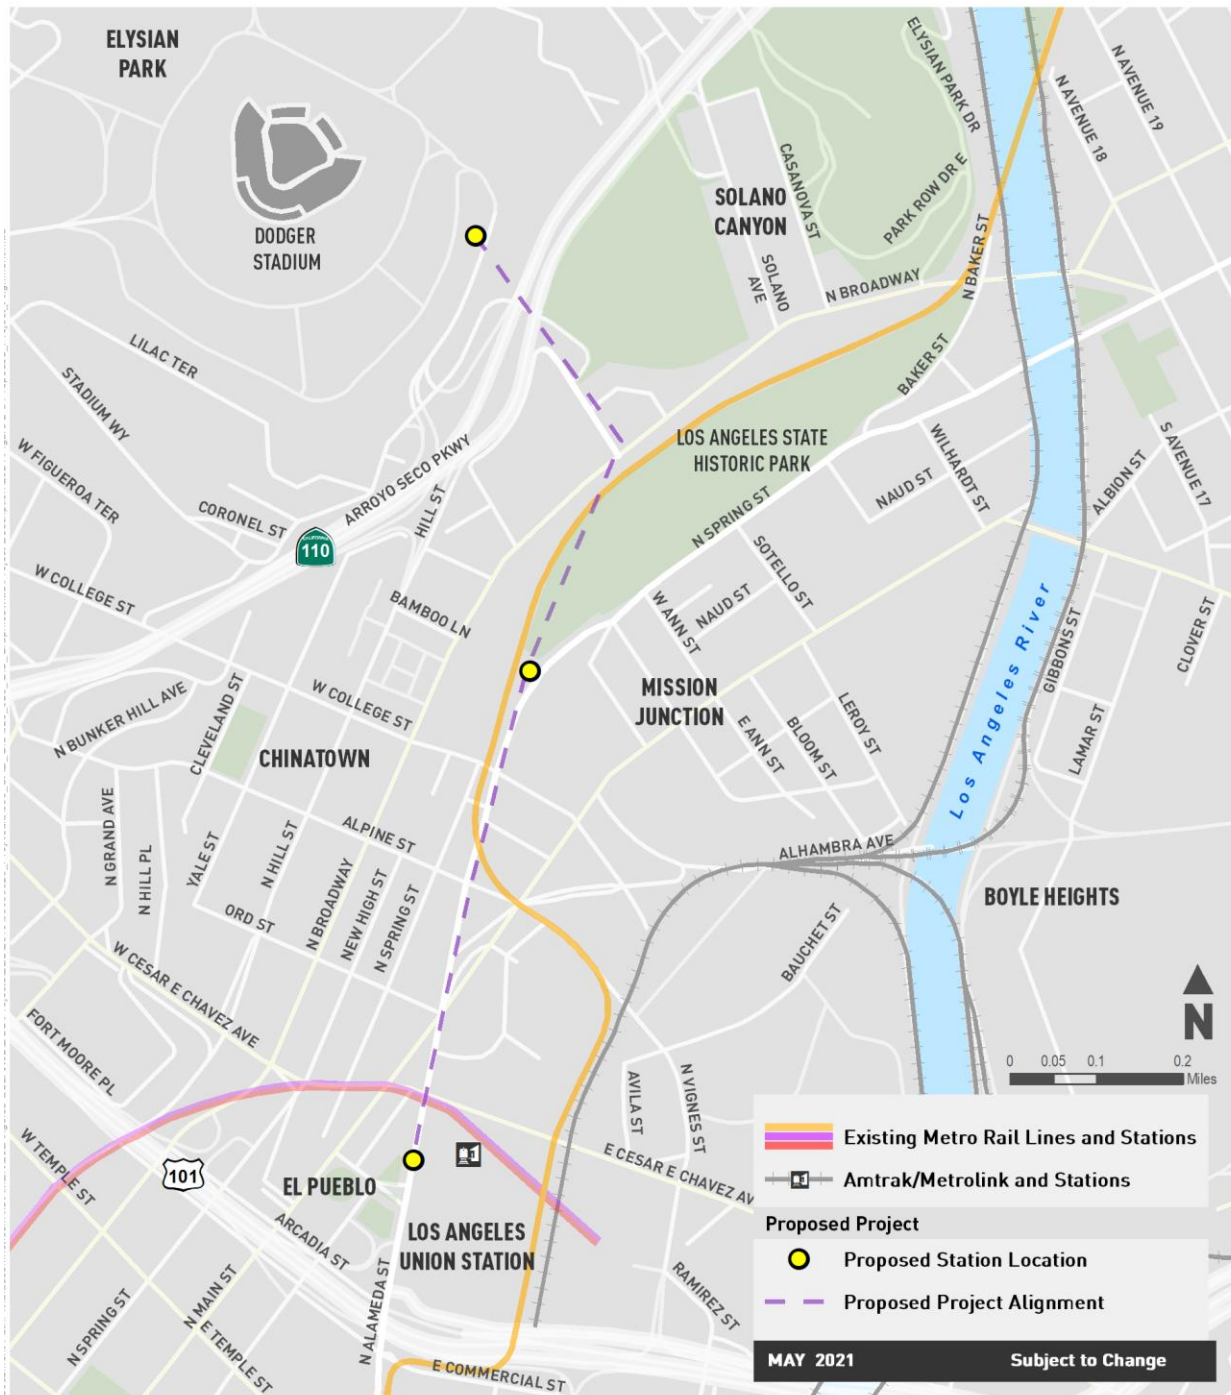 ELYSIAN
PARK
DODGER
STADIUM
ELYSIAN PARK DR
N AVENUE 19
N AVENUE 18
CASANOVA ST
PARK ROW DR E
SOLANO
CANYON
SOLANO
AVE
N BROADWAY
N BAKER ST
BAKER ST
LILAC TER
STADIUM WY
W FIGUEROA TER
ARROYO SECO PKWY
HILL ST
CORONEL ST
CALIFORNIA
110
LOS ANGELES STATE
HISTORIC PARK
WILHARDT ST
NAUD ST
ALBION ST
S AVENUE 17
N SPRING ST
SOTELLO ST
W COLLEGE ST
BAMBOO LN
W ANN ST
NAUD ST
Los Angeles River
GIBBONS ST
CLOVER ST
N BUNKER HILL AVE
CLEVELAND ST
W COLLEGE ST
MISSION
JUNCTION
E ANN ST
BLOOM ST
LEROY ST
LAMAR ST
CHINATOWN
N GRAND AVE
N HILL PL
YALE ST
N HILL ST
ALPINE ST
N BROADWAY
NEW HIGH ST
N SPRING ST
ORD ST
ALHAMBRA AVE
BOYLE HEIGHTS
BAUCHET ST
W CESAR E CHAVEZ AVE
FORT MOORE PL
AVILA ST
N VIGNES ST
E CESAR E CHAVEZ AV
W TEMPLE ST
101
EL PUEBLO
ARCADIA ST
LOS ANGELES
UNION STATION
N ALAMEDA ST
RAMIREZ ST
N SPRING ST
N MAIN ST
E TEMPLE ST
E COMMERCIAL ST
N
0 0.05 0.1 0.2
Miles
Existing Metro Rail Lines and Stations
Amtrak/Metrolink and Stations
Proposed Project
Proposed Station Location
Proposed Project Alignment
MAY 2021 Subject to Change